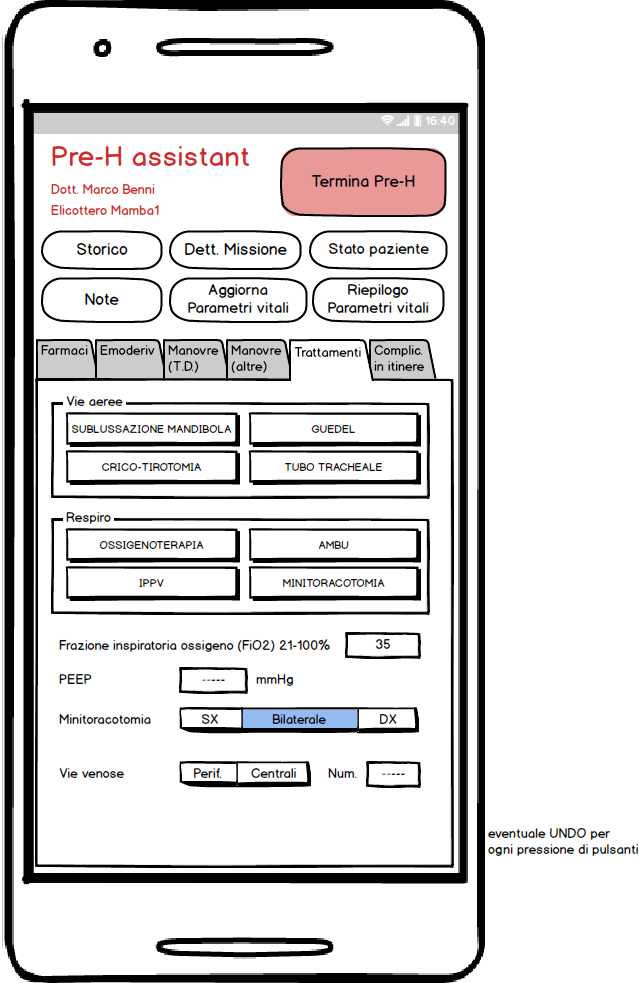 16:40
Pre-H assistant
Termina Pre-H
Dott. Marco Benni
Elicottero Mamba1
Storico
Dett. Missione
Stato paziente
Note
Aggiorna
Parametri vitali
Riepilogo
Parametri vitali
Farmaci
Emoderiv
Manovre
(T.D.)
Manovre
(altre)
Trattamenti
Complic.
in itinere
Vie aeree
SUBLUSSAZIONE MANDIBOLA
GUEDEL
CRICO-TIROTOMIA
TUBO TRACHEALE
Respiro
OSSIGENOTERAPIA
AMBU
IPPV
MINITORACOTOMIA
Frazione inspiratoria ossigeno (FiO2) 21-100%
35
PEEP
-----
mmHg
Minitoracotomia
SX
Bilaterale
DX
Vie venose
Perif.
Centrali
Num.
-----
eventuale UNDO per
ogni pressione di pulsanti